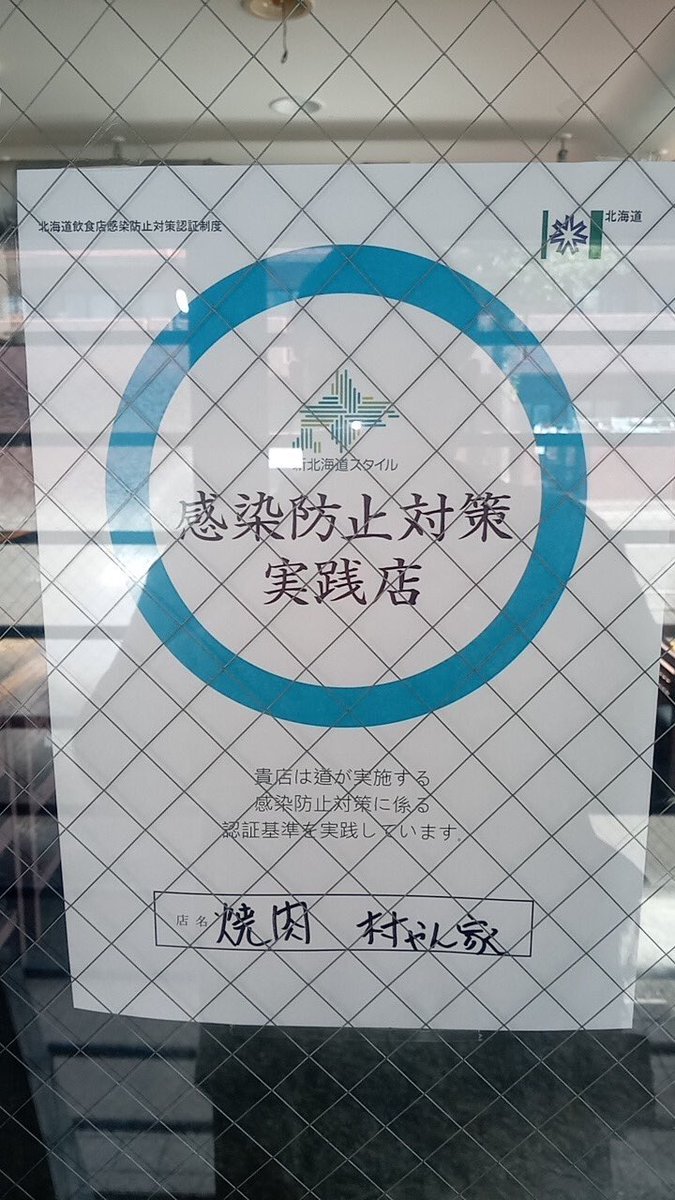 北海道飲食店感染防止対策認証制度
北海道
新北海道スタイル
感染防止対策
実践店
貴店は道が実施する
感染防止対策に係る
認証基準を実践しています。
店名 焼肉 村やん家